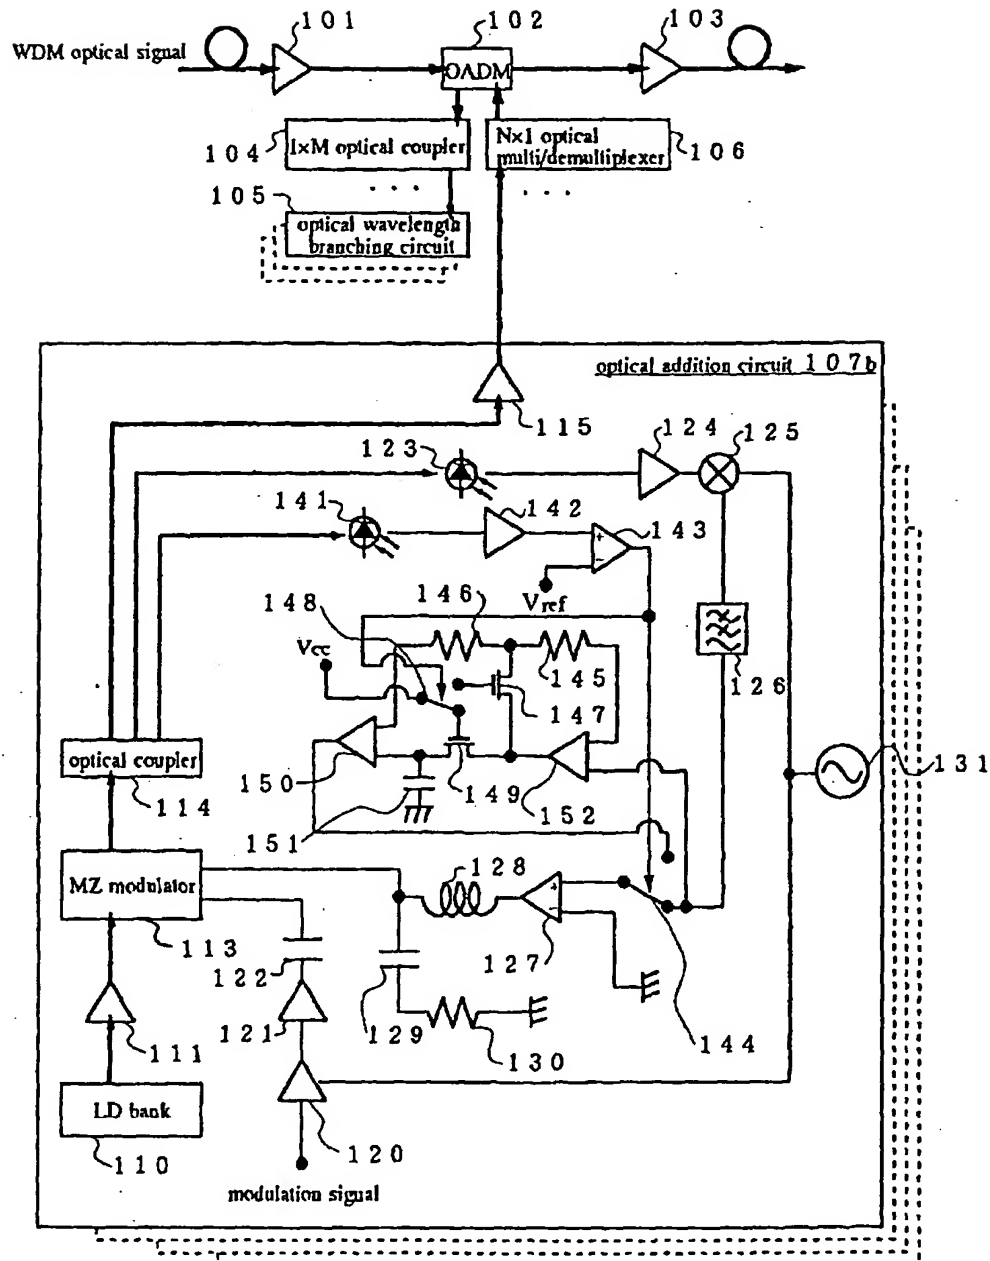 101
102
103
WDM optical signal
OADM
104
1×M optical coupler
N×1 optical
multi/demultiplexer
106
105
. . .
. . .
optical wavelength
branching circuit
optical addition circuit 107b
115
123
124
125
141
142
143
Vref
148
146
Vcc
145
147
126
optical coupler
114
150
149
152
131
151
128
MZ modulator
113
122
127
121
129
144
111
130
LD bank
110
120
modulation signal